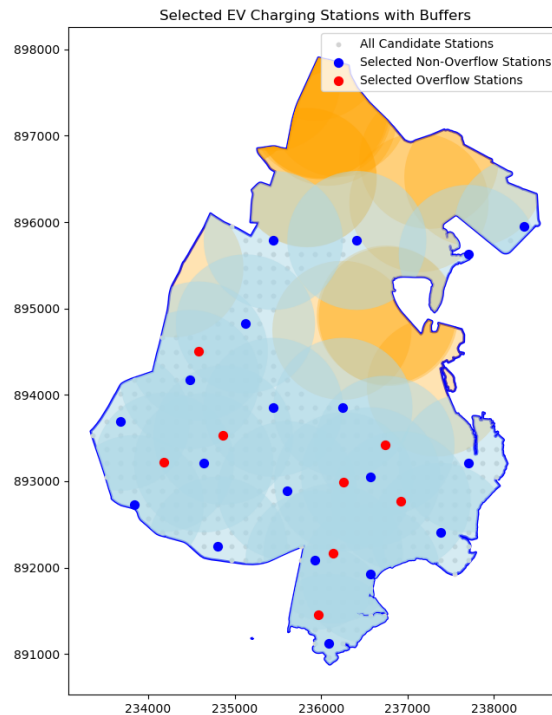 Selected EV Charging Stations with Buffers
All Candidate Stations
Selected Non-Overflow Stations
Selected Overflow Stations
898000
897000
896000
895000
894000
893000
892000
891000
234000 235000 236000 237000 238000